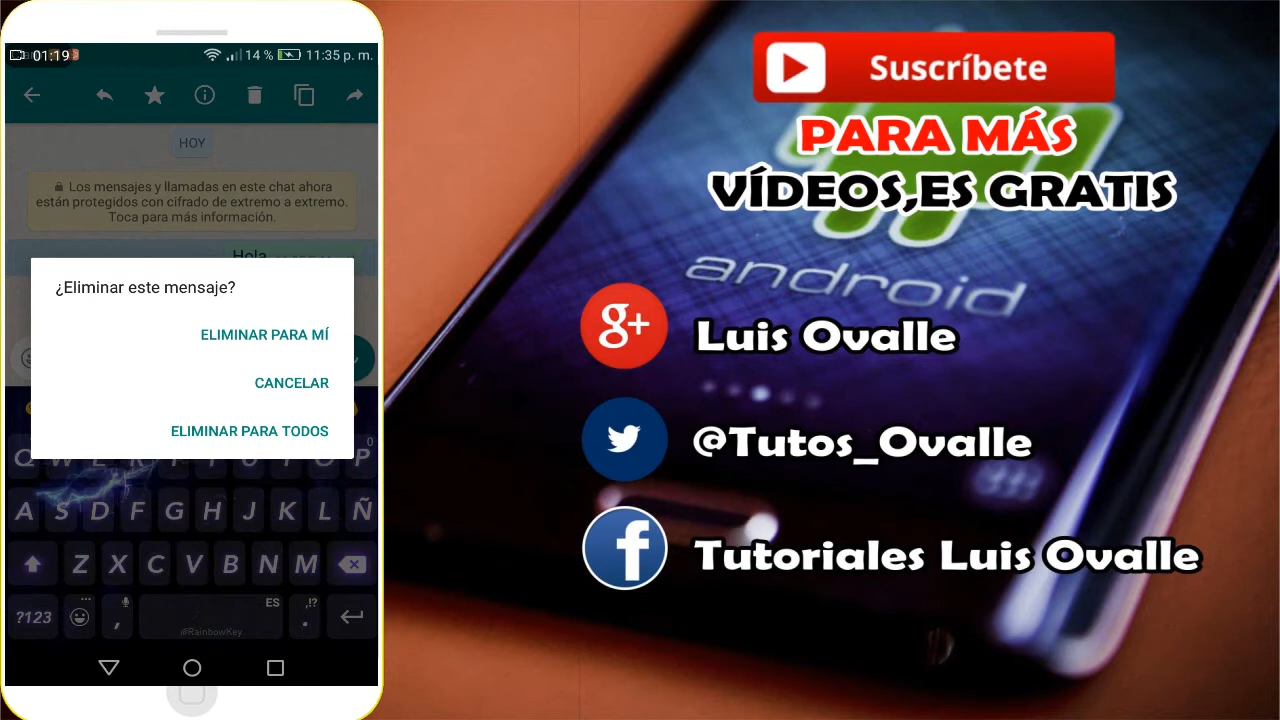 01:19
14 %
11:35 p. m.
HOY
Los mensajes y llamadas en este chat ahora
están protegidos con cifrado de extremo a extremo.
Toca para más información.
Hola
¿Eliminar este mensaje?
ELIMINAR PARA MÍ
CANCELAR
ELIMINAR PARA TODOS
Q W E R T Y U I O P
0
A S D F G H J K L Ñ
Z X C V B N M
?123
,
ES
,!?
.
@RainbowKey
Suscríbete
PARA MÁS
VÍDEOS,ES GRATIS
android
g+ Luis Ovalle
@Tutos_Ovalle
f Tutoriales Luis Ovalle